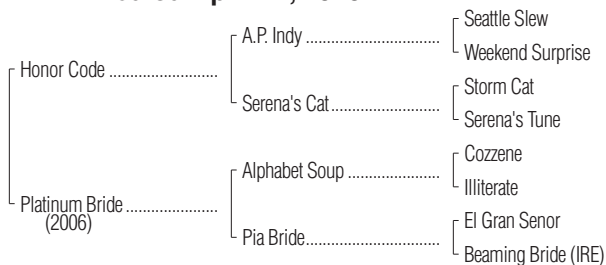 Seattle Slew
A.P. Indy ..............................
Weekend Surprise
Honor Code ........................
Storm Cat
Serena's Cat........................
Serena's Tune
Cozzene
Alphabet Soup ....................
Illiterate
Platinum Bride ....................
(2006)
El Gran Senor
Pia Bride..............................
Beaming Bride (IRE)